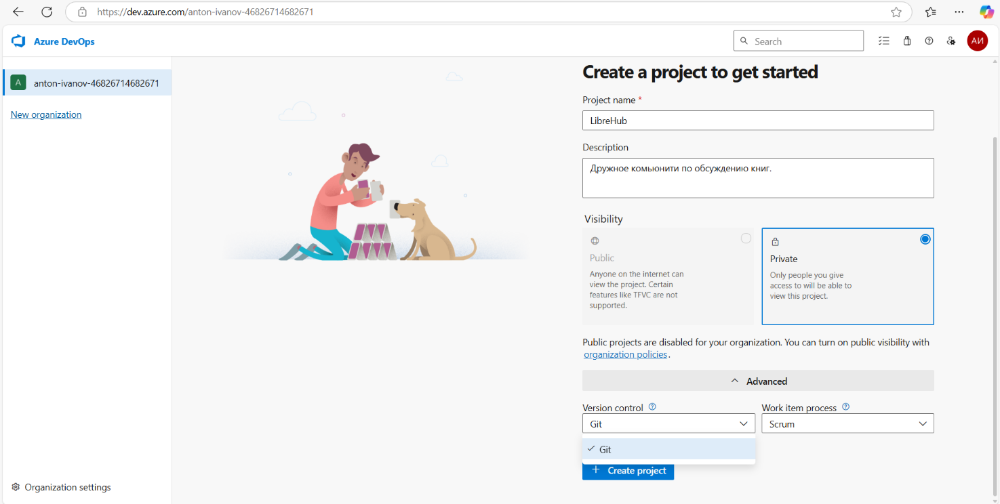 https://dev.azure.com/anton-ivanov-46826714682671
Azure DevOps
Search
АИ
A
anton-ivanov-46826714682671
New organization
Create a project to get started
Project name *
LibreHub
Description
Дружное комьюнити по обсуждению книг.
Visibility
Public
Anyone on the internet can
view the project. Certain
features like TFVC are not
supported.
Private
Only people you give
access to will be able to
view this project.
Public projects are disabled for your organization. You can turn on public visibility with
organization policies.
Advanced
Version control
Work item process
Git
Scrum
Git
Create project
Organization settings